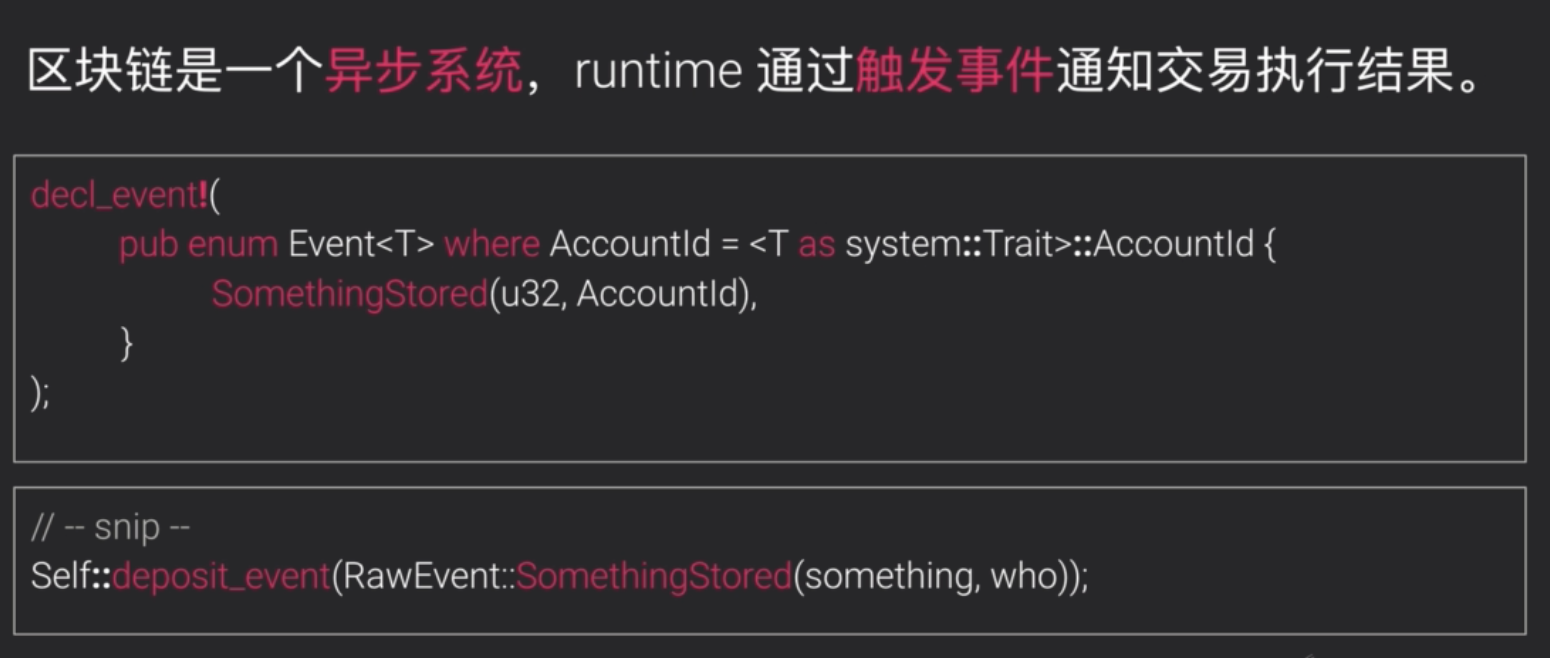 区块链是一个异步系统，runtime 通过触发事件通知交易执行结果。
decl_event!(
pub enum Event<T> where AccountId = <T as system::Trait>::AccountId {
SomethingStored(u32, AccountId),
}
);
// -- snip --
Self::deposit_event(RawEvent::SomethingStored(something, who));